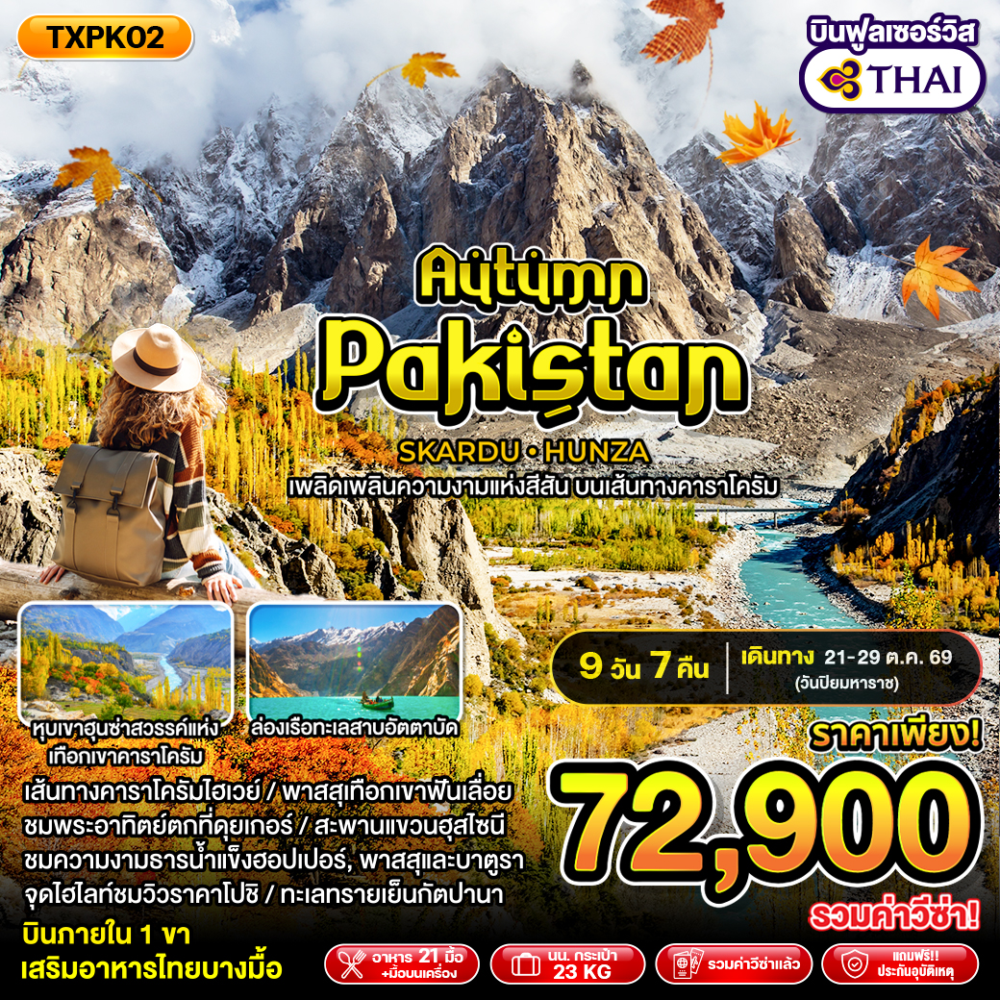 TXPK02
บินฟูลเซอร์วิส
THAI
Autumn
Pakistan
SKARDU • HUNZA
เพลิดเพลินความงามแห่งสีสัน บนเส้นทางคาราโครัม
9 วัน 7 คืน
เดินทาง 21-29 ต.ค. 69
(วันปิยมหาราช)
หุบเขาฮุนซ่าสวรรค์แห่ง
เทือกเขาคาราโครัม
ล่องเรือทะเลสาบอัตตาบัด
ราคาเพียง!
72,900
รวมค่าวีซ่า!
เส้นทางคาราโครัมไฮเวย์ / พาสสุเทือกเขาฟันเลื่อย
ชมพระอาทิตย์ตกที่ดุยเกอร์ / สะพานแขวนฮุสไซนี
ชมความงามธารน้ำแข็งฮอปเปอร์, พาสสุและบาตูรา
จุดไฮไลท์ชมวิวราคาโปชิ / ทะเลทรายเย็นกัตปานา
บินภายใน 1 ขา
เสริมอาหารไทยบางมื้อ
อาหาร 21 มื้อ
+มื้อบนเครื่อง
นน. กระเป๋า
23 KG
รวมค่าวีซ่าแล้ว
แถมฟรี!!
ประกันอุบัติเหตุ